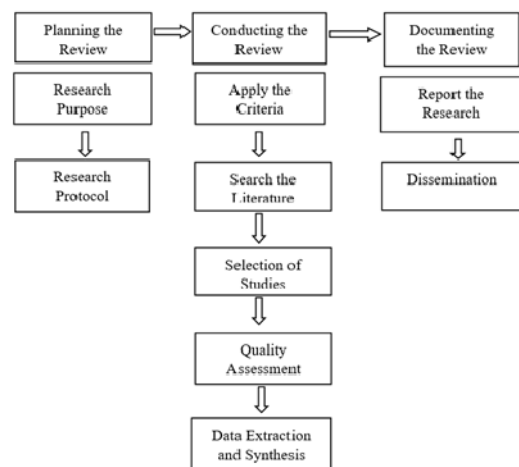 Planning the
Review
Conducting the
Review
Documenting
the Review
Research
Purpose
Apply the
Criteria
Report the
Research
Research
Protocol
Search the
Literature
Dissemination
Selection of
Studies
Quality
Assessment
Data Extraction
and Synthesis